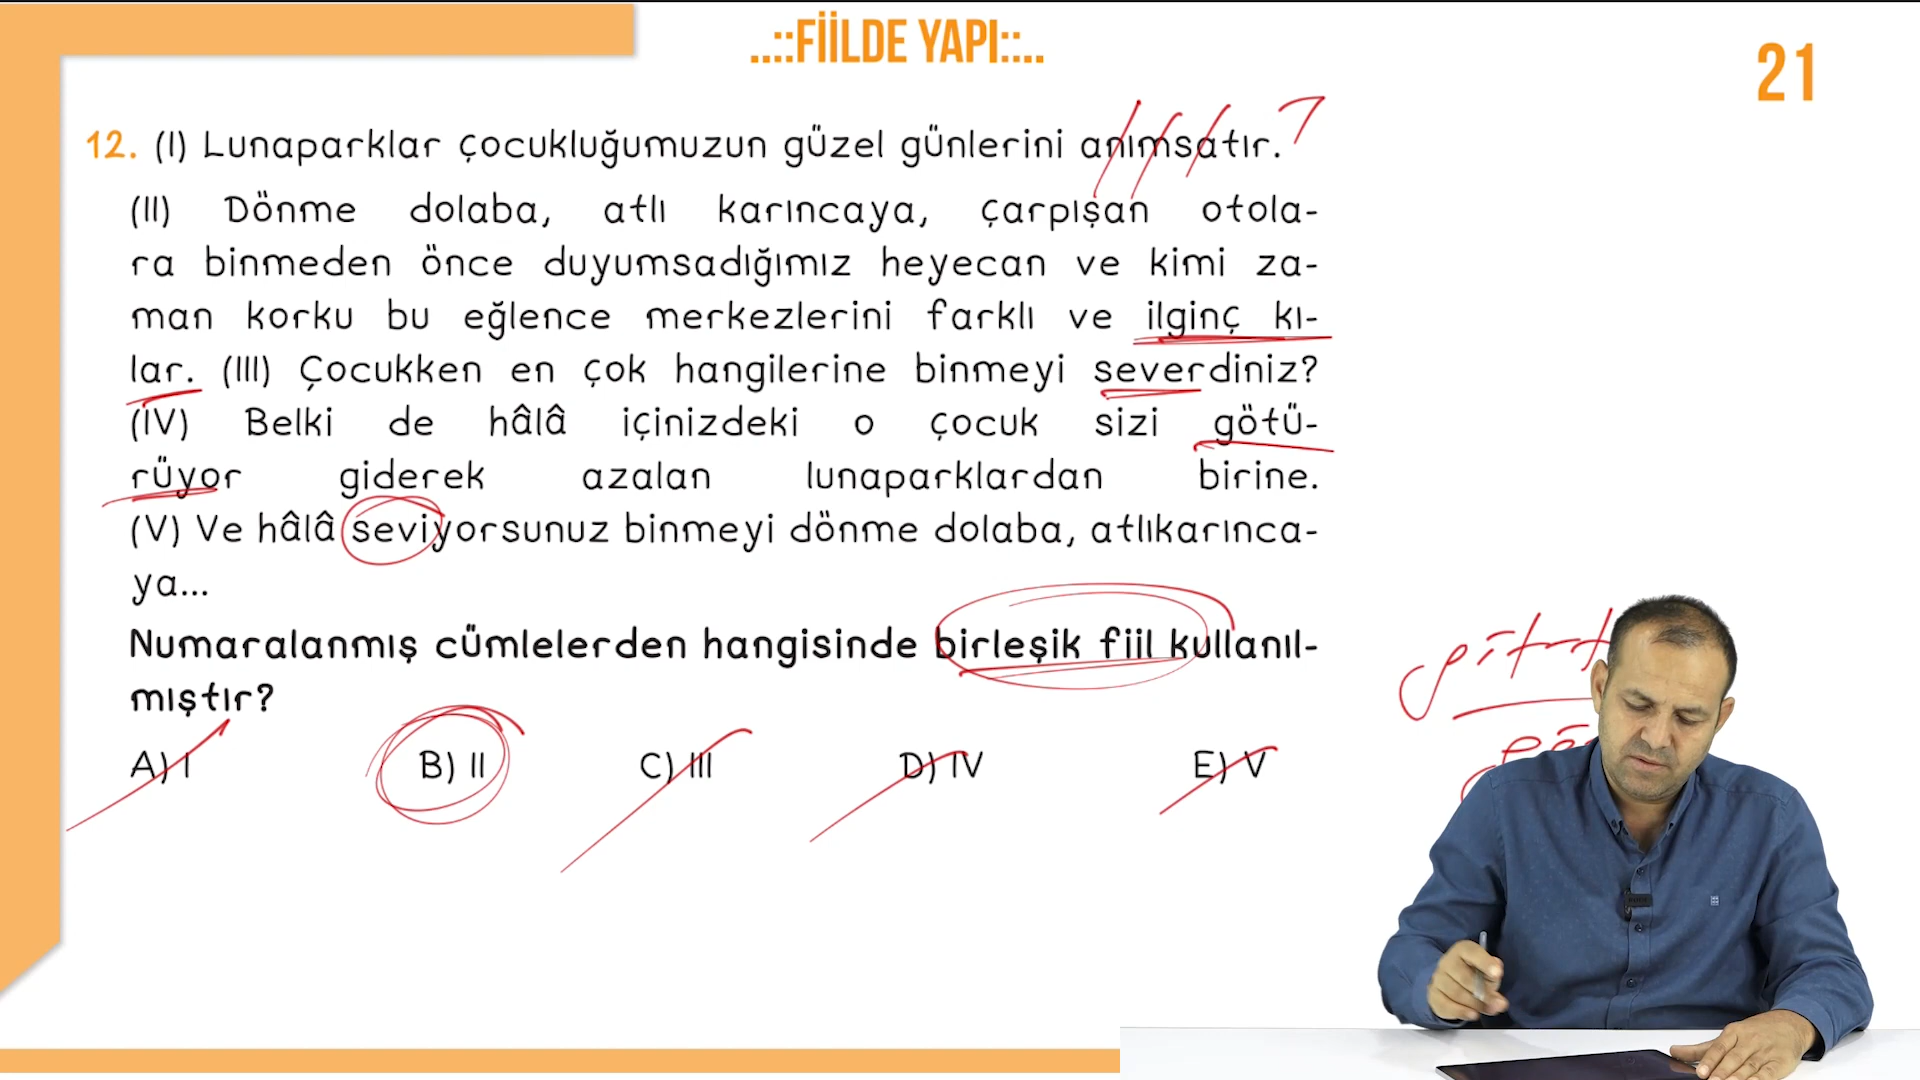 ..::FİİLDE YAPI::..
21
12. (I) Lunaparklar çocukluğumuzun güzel günlerini anımsatır.
(II) Dönme dolaba, atlı karıncaya, çarpışan otola-
ra binmeden önce duyumsadığımız heyecan ve kimi za-
man korku bu eğlence merkezlerini farklı ve ilginç kı-
lar. (III) Çocukken en çok hangilerine binmeyi severdiniz?
(IV) Belki de hâlâ içinizdeki o çocuk sizi götü-
rüyor giderek azalan lunaparklardan birine.
(V) Ve hâlâ seviyorsunuz binmeyi dönme dolaba, atlıkarınca-
ya...
Numaralanmış cümlelerden hangisinde birleşik fiil kullanıl-
mıştır?
A) I B) II C) III D) IV E) V